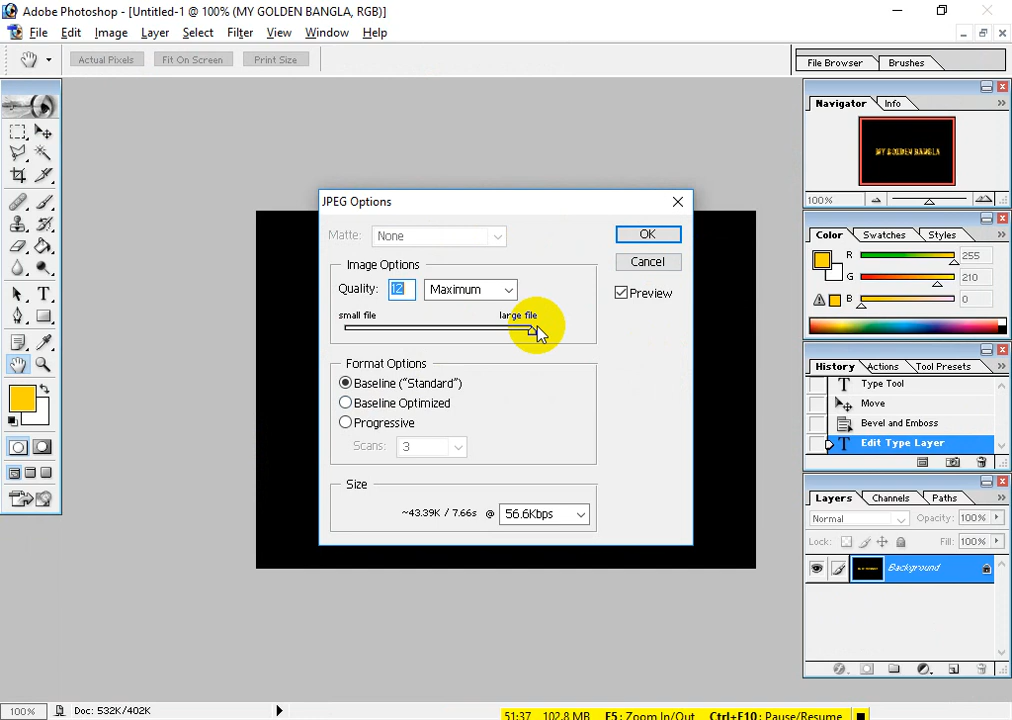 Adobe Photoshop - [Untitled-1 @ 100% (MY GOLDEN BANGLA, RGB)]
File Edit Image Layer Select Filter View Window Help
Actual Pixels Fit On Screen Print Size File Browser Brushes
Navigator Info
MY GOLDEN BANGLA
100%
Color Swatches Styles
R 255
G 210
B 0
History Actions Tool Presets
Type Tool
Move
Bevel and Emboss
Edit Type Layer
Layers Channels Paths
Normal Opacity: 100%
Lock: Fill: 100%
Background
JPEG Options
Matte: None OK
Cancel
Image Options
Quality: 12 Maximum Preview
small file large file
Format Options
Baseline ("Standard")
Baseline Optimized
Progressive
Scans: 3
Size
~43.39K / 7.66s @ 56.6Kbps
100% Doc: 532K/402K
51:37 102.8 MB F5: Zoom In/Out Ctrl+F10: Pause/Resume